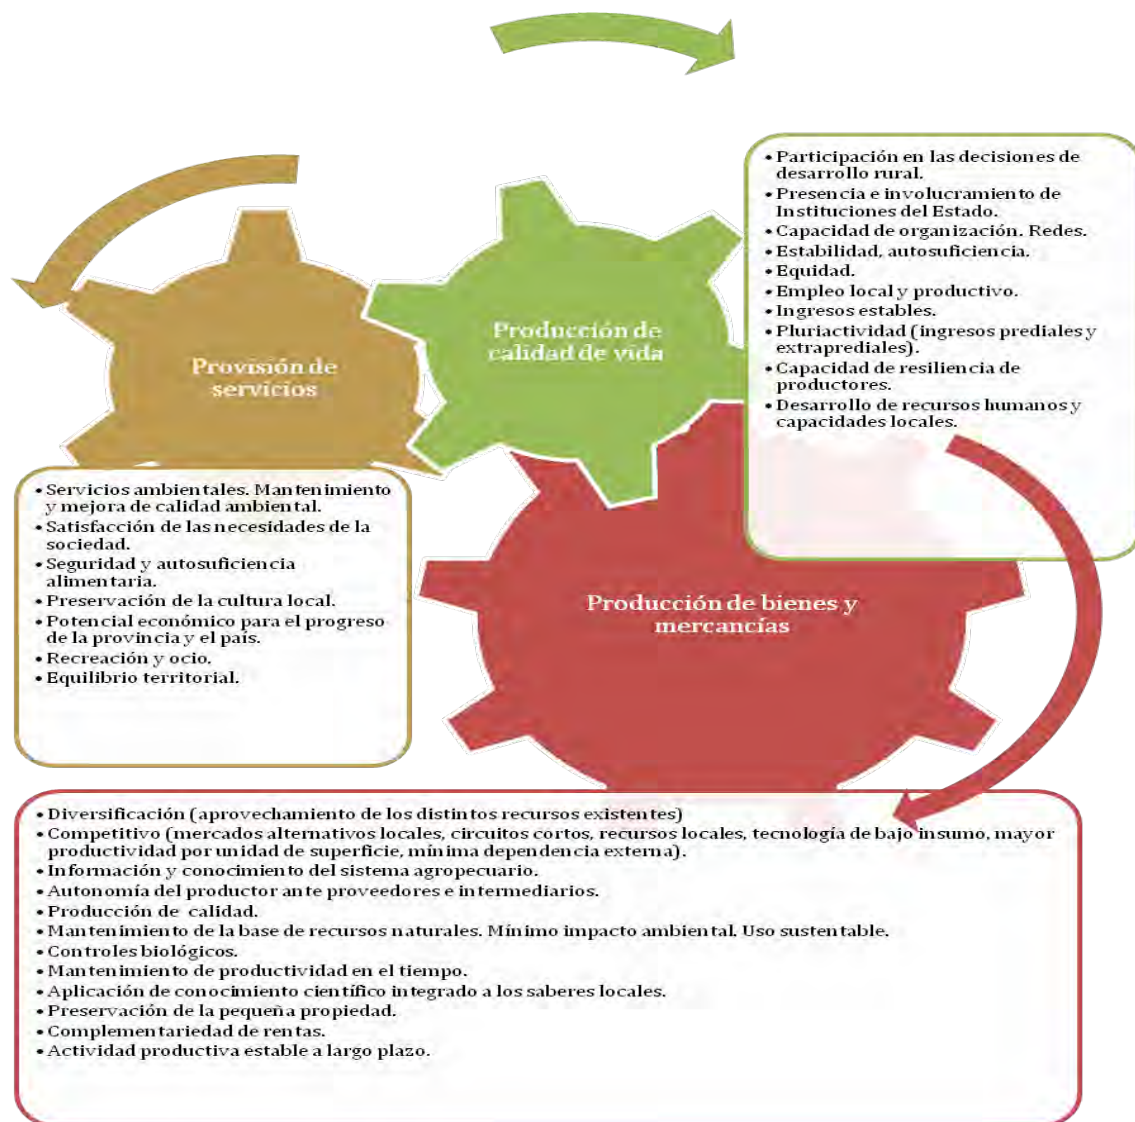 Producción de
calidad de vida
Provisión de
servicios
Producción de bienes y
mercancías
• Participación en las decisiones de
desarrollo rural.
• Presencia e involucramiento de
Instituciones del Estado.
• Capacidad de organización. Redes.
• Estabilidad, autosuficiencia.
• Equidad.
• Empleo local y productivo.
• Ingresos estables.
• Pluriactividad (ingresos prediales y
extraprediales).
• Capacidad de resiliencia de
productores.
• Desarrollo de recursos humanos y
capacidades locales.
• Servicios ambientales. Mantenimiento
y mejora de calidad ambiental.
• Satisfacción de las necesidades de la
sociedad.
• Seguridad y autosuficiencia
alimentaria.
• Preservación de la cultura local.
• Potencial económico para el progreso
de la provincia y el país.
• Recreación y ocio.
• Equilibrio territorial.
• Diversificación (aprovechamiento de los distintos recursos existentes)
• Competitivo (mercados alternativos locales, circuitos cortos, recursos locales, tecnología de bajo insumo, mayor
productividad por unidad de superficie, mínima dependencia externa).
• Información y conocimiento del sistema agropecuario.
• Autonomía del productor ante proveedores e intermediarios.
• Producción de calidad.
• Mantenimiento de la base de recursos naturales. Mínimo impacto ambiental. Uso sustentable.
• Controles biológicos.
• Mantenimiento de productividad en el tiempo.
• Aplicación de conocimiento científico integrado a los saberes locales.
• Preservación de la pequeña propiedad.
• Complementariedad de rentas.
• Actividad productiva estable a largo plazo.